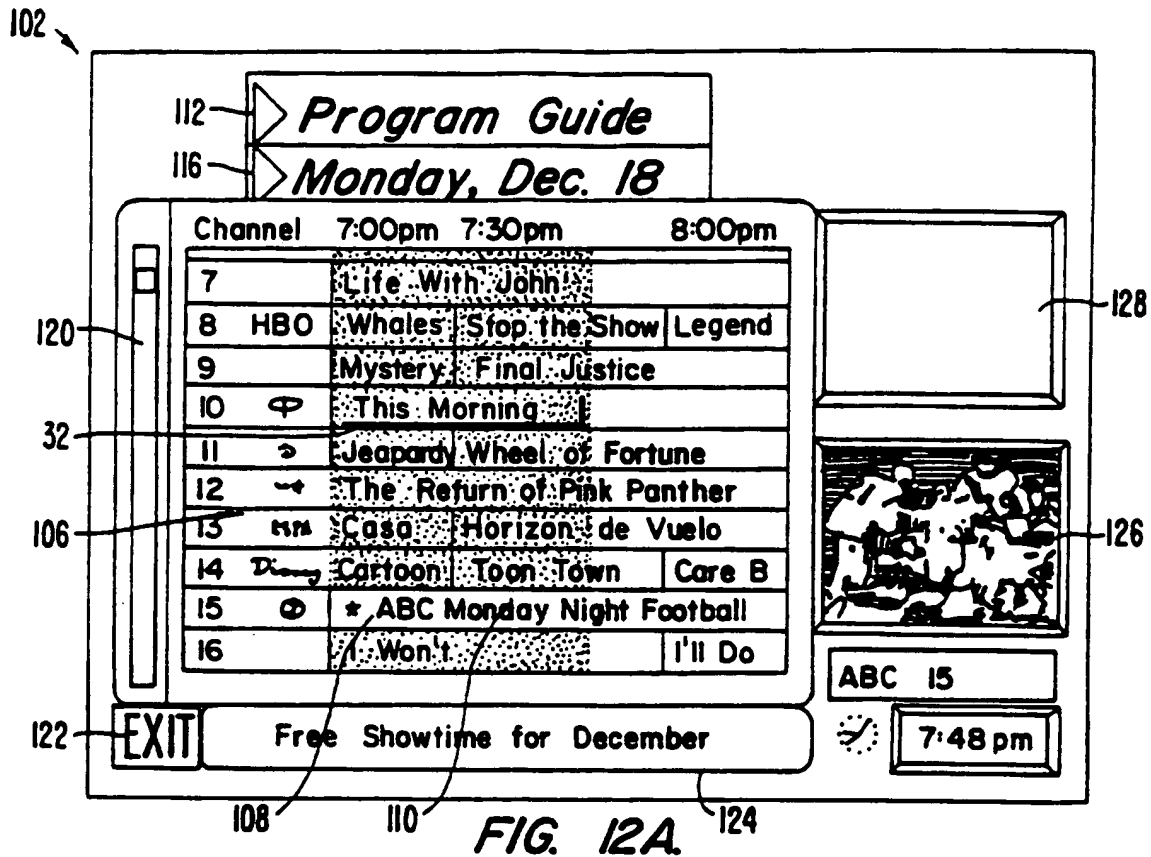 102
112
Program Guide
116
Monday, Dec. 18
Channel 7:00pm 7:30pm 8:00pm
7 Life With John
8 HBO Whales Stop the Show Legend
128
120
9 Mystery Final Justice
10 This Morning
32
11 Jeapardy Wheel of Fortune
12 The Return of Pink Panther
106
13 Casa Horizon de Vuelo
126
14 Disney Cartoon Toon Town Care B
15 * ABC Monday Night Football
16 I Won't I'll Do
ABC 15
122
EXIT
Free Showtime for December
7:48 pm
108
110
124
FIG. 12A.